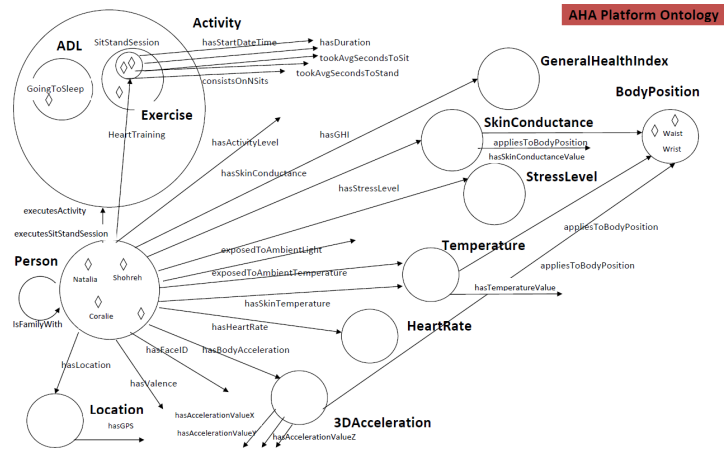 AHA Platform Ontology
Activity
ADL
SitStandSession
hasStartDateTime
hasDuration
tookAvgSecondsToSit
tookAvgSecondsToStand
consistsOnNSits
GoingToSleep
Exercise
HeartTraining
GeneralHealthIndex
BodyPosition
SkinConductance
Waist
Wrist
hasGHI
hasActivityLevel
appliesToBodyPosition
hasSkinConductanceValue
hasSkinConductance
StressLevel
hasStressLevel
executesActivity
executesSitStandSession
appliesToBodyPosition
Person
Natalia
Shohreh
Coralie
exposedToAmbientLight
Temperature
exposedToAmbientTemperature
appliesToBodyPosition
hasTemperatureValue
hasSkinTemperature
IsFamilyWith
hasHeartRate
HeartRate
hasLocation
hasFaceID
hasBodyAcceleration
hasValence
Location
hasGPS
hasAccelerationValueX
3DAcceleration
hasAccelerationValueY
hasAccelerationValueZ